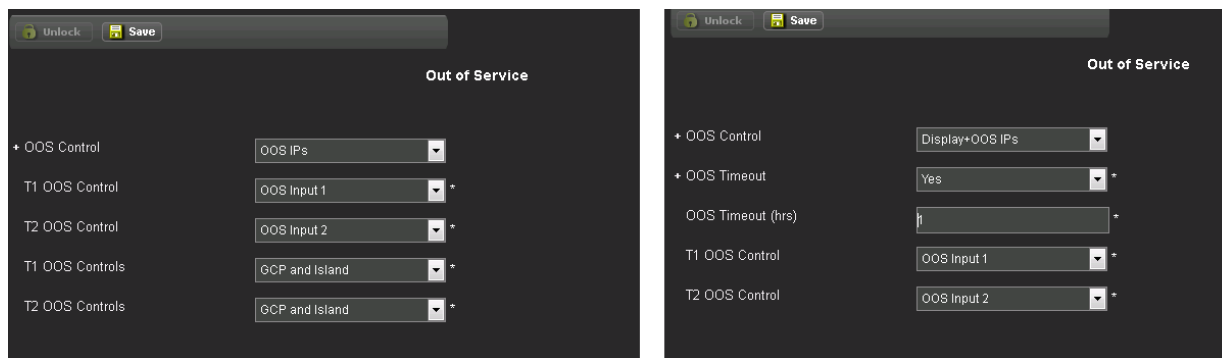 Unlock Save
Out of Service
+ OOS Control OOS IPs
T1 OOS Control OOS Input 1 *
T2 OOS Control OOS Input 2 *
T1 OOS Controls GCP and Island *
T2 OOS Controls GCP and Island *
Unlock Save
Out of Service
+ OOS Control Display+OOS IPs
+ OOS Timeout Yes *
OOS Timeout (hrs) 1 *
T1 OOS Control OOS Input 1 *
T2 OOS Control OOS Input 2 *